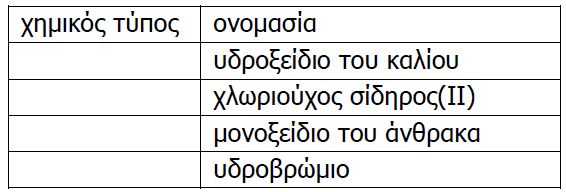 χημικός τύπος ονομασία
υδροξείδιο του καλίου
χλωριούχος σίδηρος(ΙΙ)
μονοξείδιο του άνθρακα
υδροβρώμιο